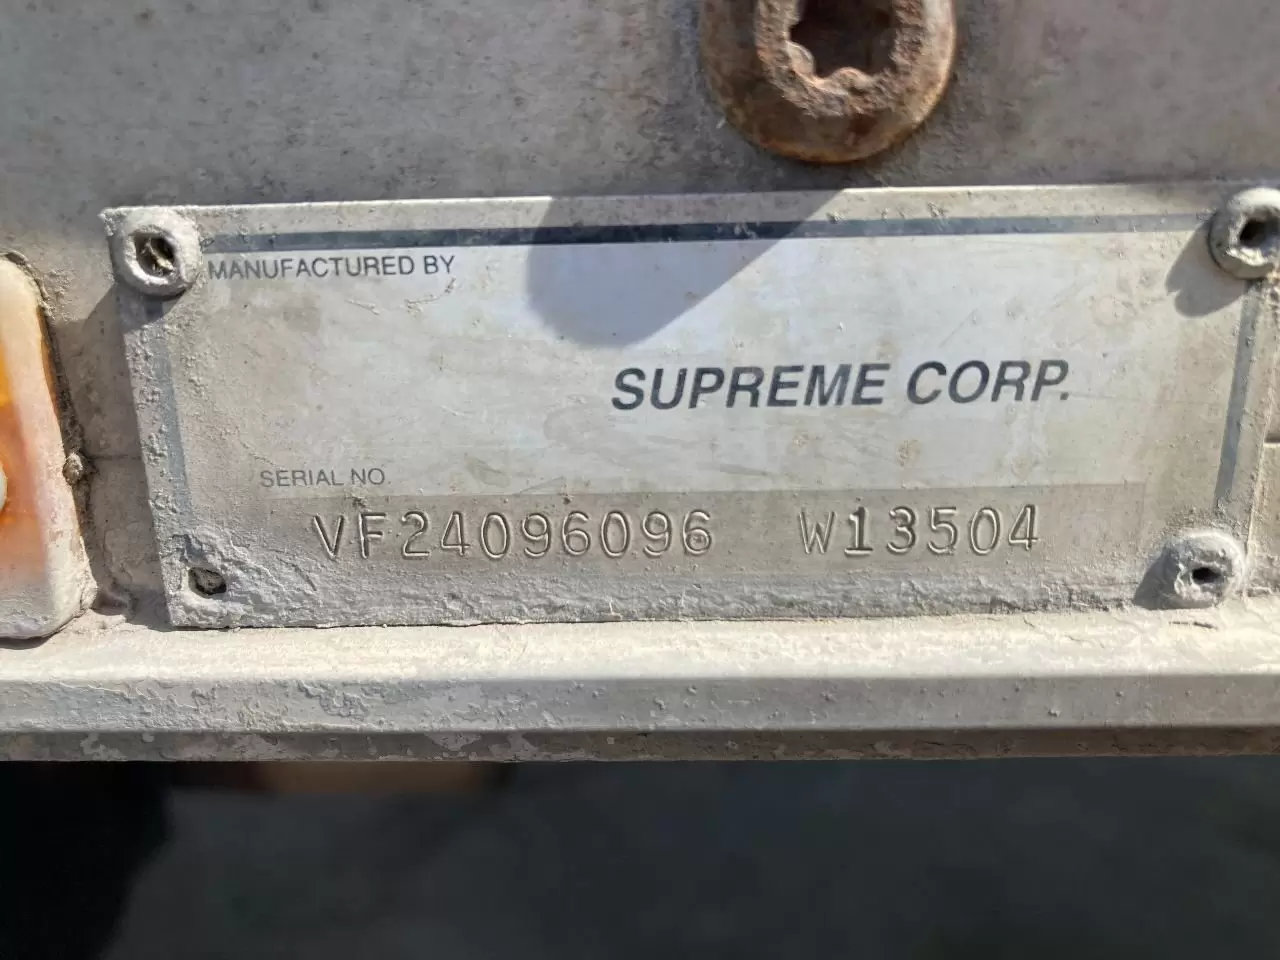 MANUFACTURED BY
SUPREME CORP.
SERIAL NO.
VF24096096 W13504